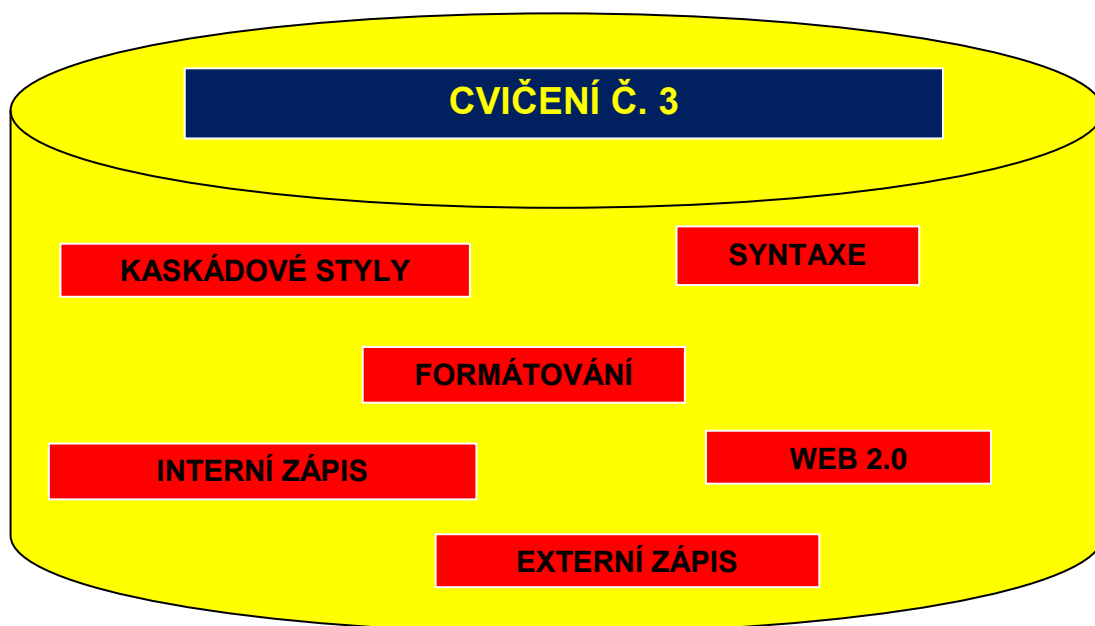 CVIČENÍ Č. 3
KASKÁDOVÉ STYLY
SYNTAXE
FORMÁTOVÁNÍ
INTERNÍ ZÁPIS
WEB 2.0
EXTERNÍ ZÁPIS